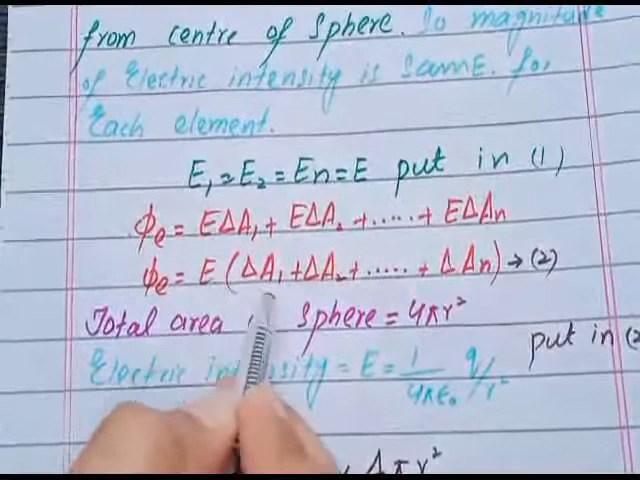 from centre of Sphere. So magnitude
of Electric intensity is SamE. for
Each element.
E₁ = E₂ = En = E put in (1)
ϕe = EΔA₁ + EΔA₂ +......+ EΔAn
ϕe = E (ΔA₁ + ΔA₂ +...... + ΔAn) → (2)
Total area Sphere = 4πr²
put in (2
Electric intensity = E = 1/4πε₀ q/r²
4πr²